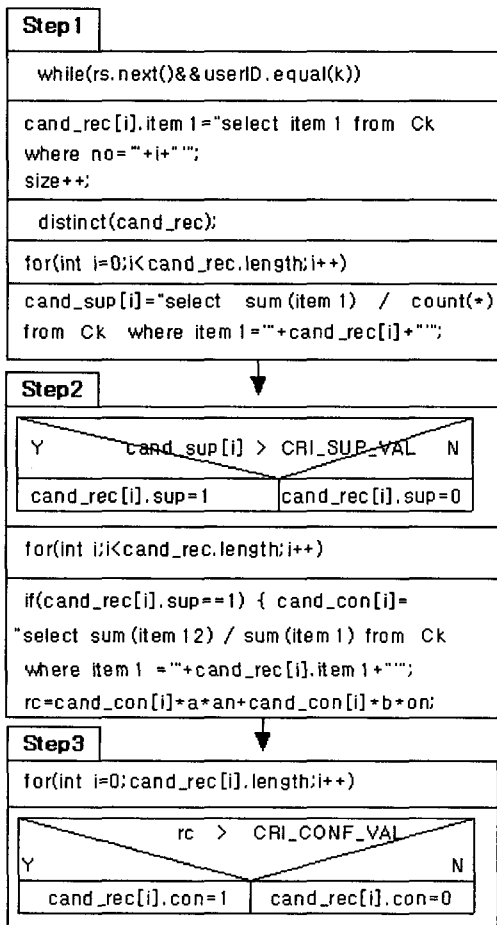 Step1
while(rs.next()&&userID.equal(k))
cand_rec[i].item1="select item1 from Ck
where no='"+i+"'";
size++;
distinct(cand_rec);
for(int i=0;i<cand_rec.length;i++)
cand_sup[i]="select sum(item1) / count(*)
from Ck where item1='"+cand_rec[i]+"'";
Step2
Y cand_sup[i] > CRI_SUP_VAL N
cand_rec[i].sup=1 cand_rec[i].sup=0
for(int i;i<cand_rec.length;i++)
if(cand_rec[i].sup==1) { cand_con[i]=
"select sum(item12) / sum(item1) from Ck
where item1 ='"+cand_rec[i].item1+"'";
rc=cand_con[i]*a*an+cand_con[i]*b*on;
Step3
for(int i=0;cand_rec[i].length;i++)
rc > CRI_CONF_VAL
Y N
cand_rec[i].con=1 cand_rec[i].con=0